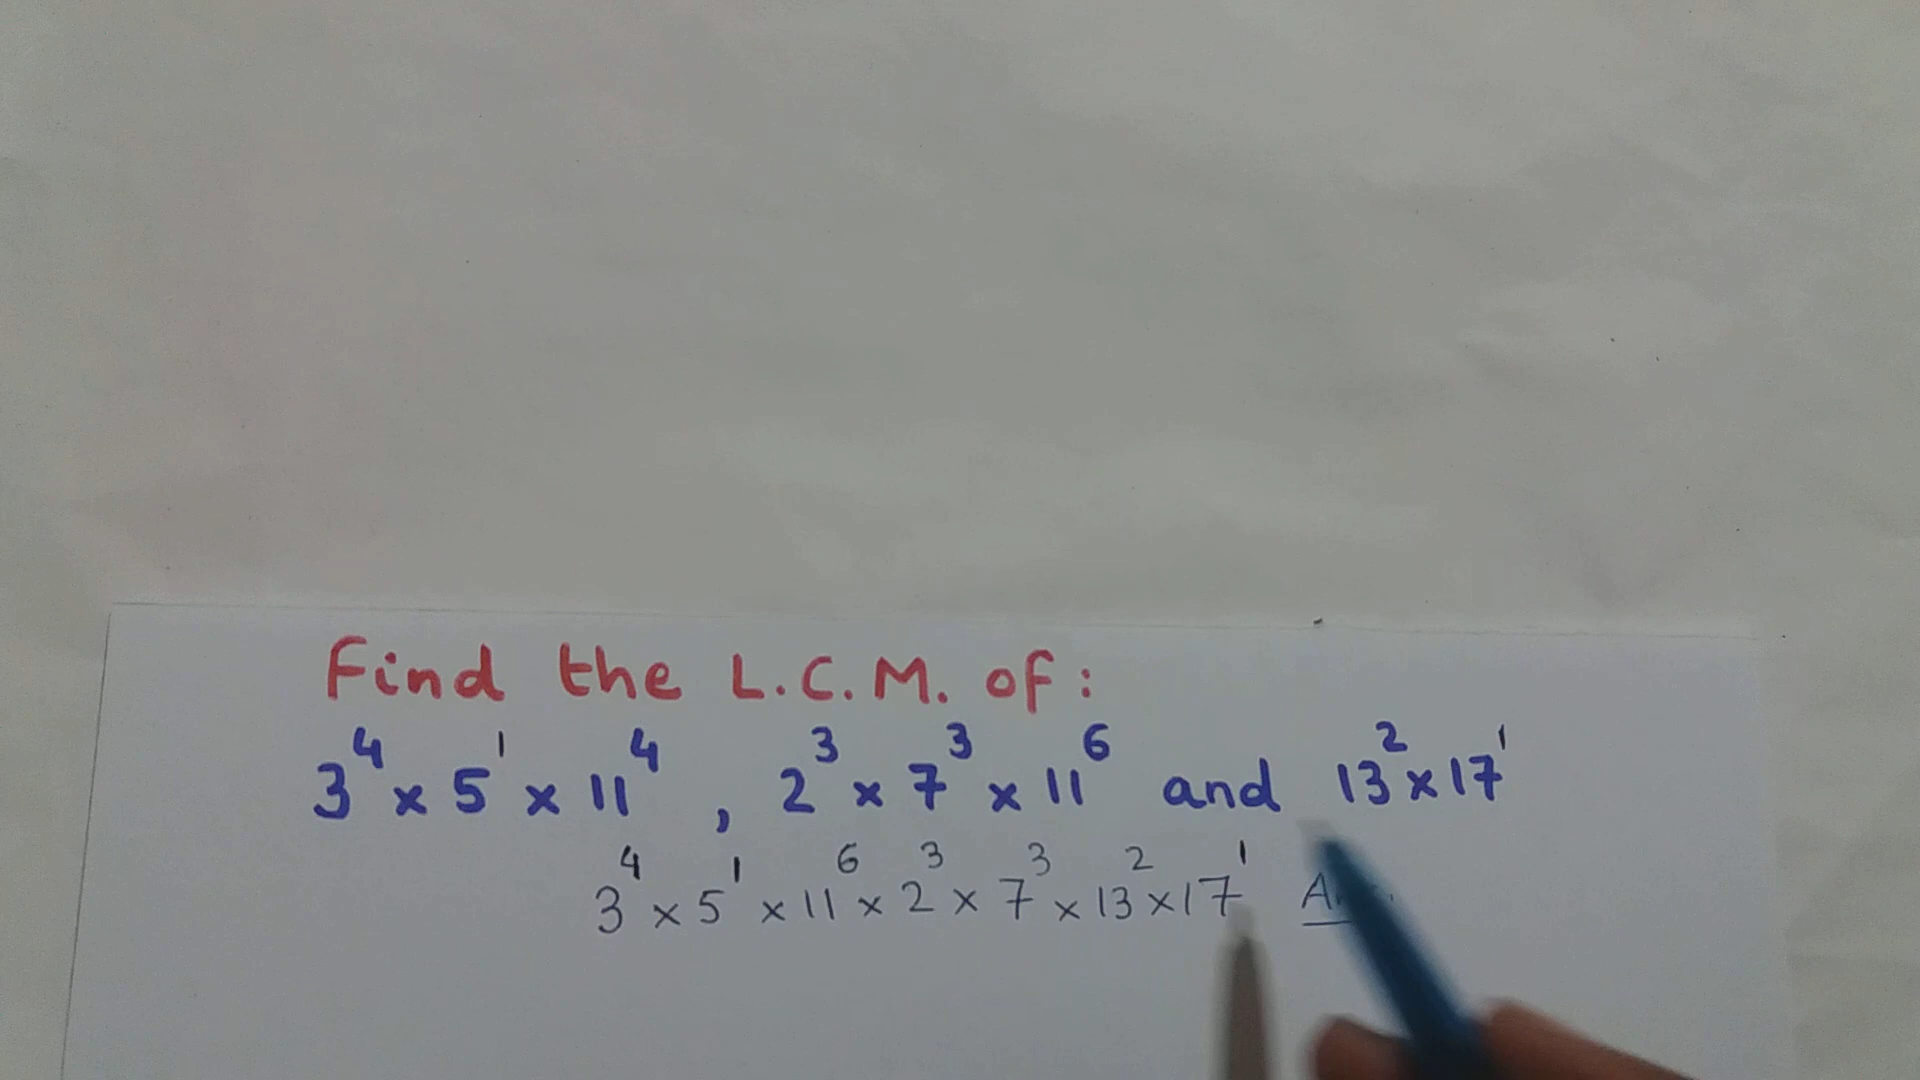 Find the L.C.M. of:
3⁴ × 5¹ × 11⁴ , 2³ × 7³ × 11⁶ and 13² × 17¹
3⁴ × 5¹ × 11⁶ × 2³ × 7³ × 13² × 17¹